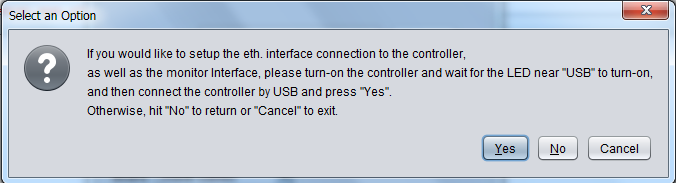 Select an Option
If you would like to setup the eth. interface connection to the controller,
as well as the monitor Interface, please turn-on the controller and wait for the LED near "USB" to turn-on,
and then connect the controller by USB and press "Yes".
Otherwise, hit "No" to return or "Cancel" to exit.
Yes No Cancel